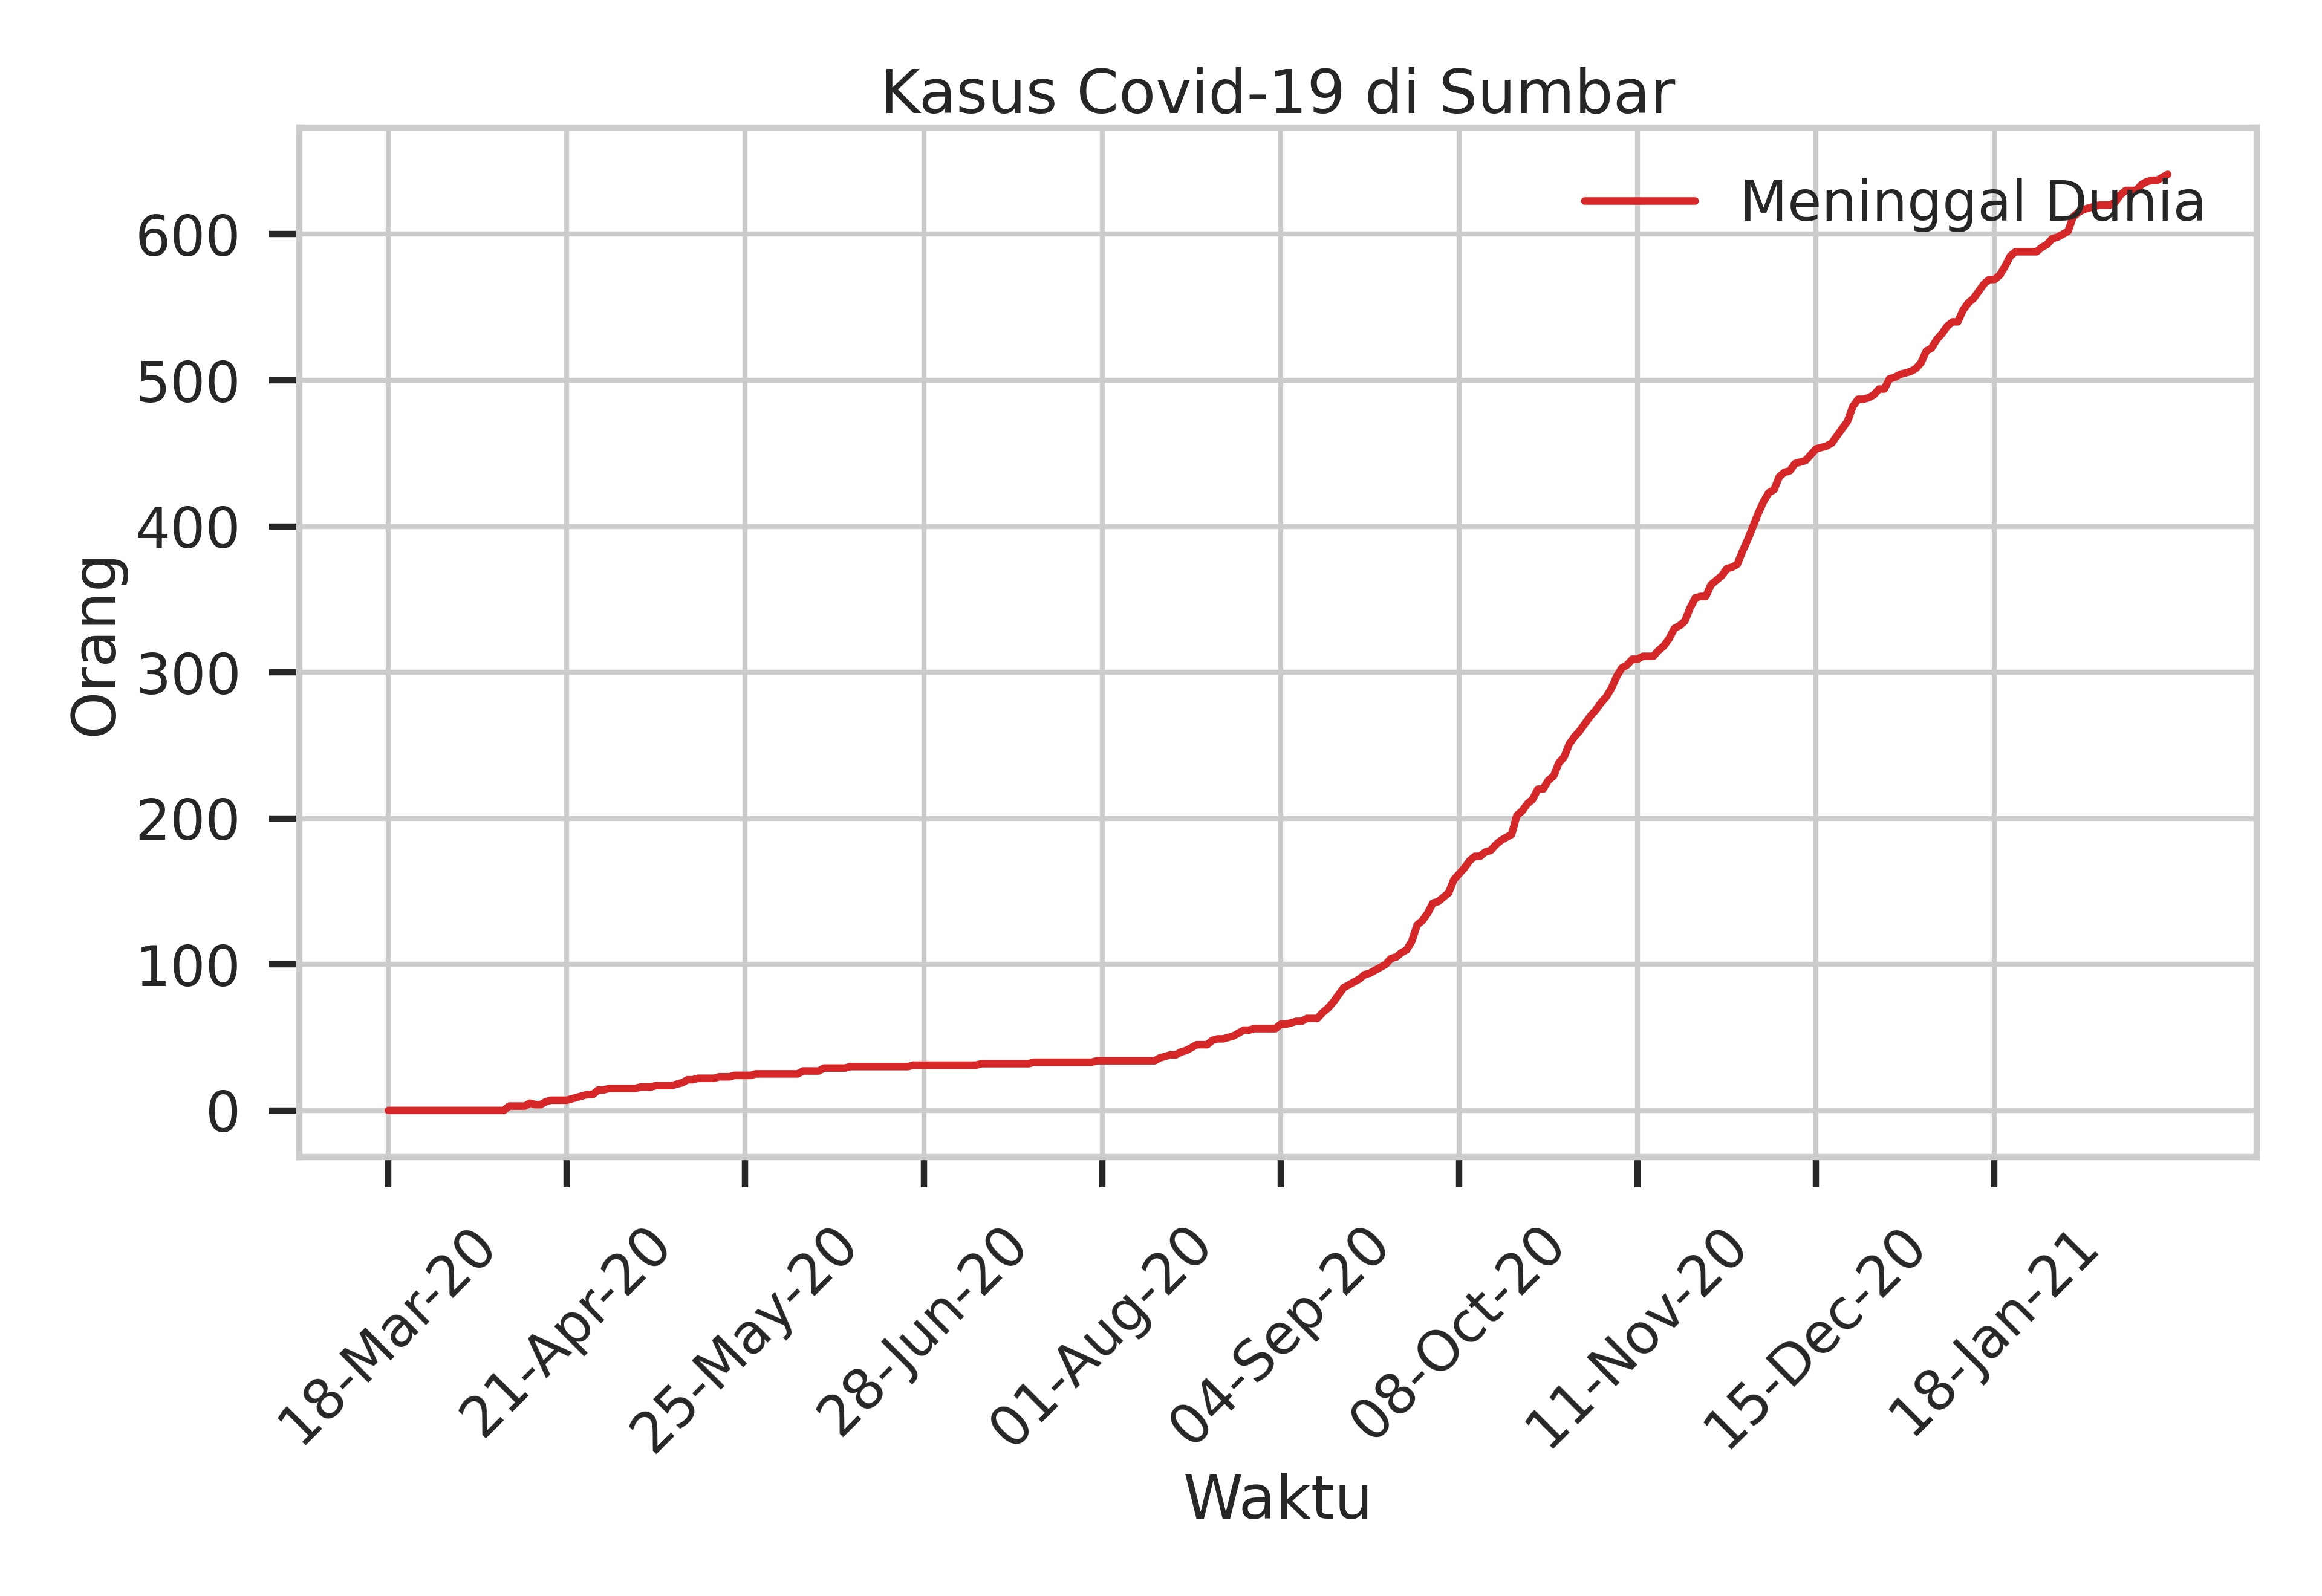 Kasus Covid-19 di Sumbar
Meninggal Dunia
600
500
400
300
200
100
0
Orang
18-Mar-20
21-Apr-20
25-May-20
28-Jun-20
01-Aug-20
04-Sep-20
08-Oct-20
11-Nov-20
15-Dec-20
18-Jan-21
Waktu